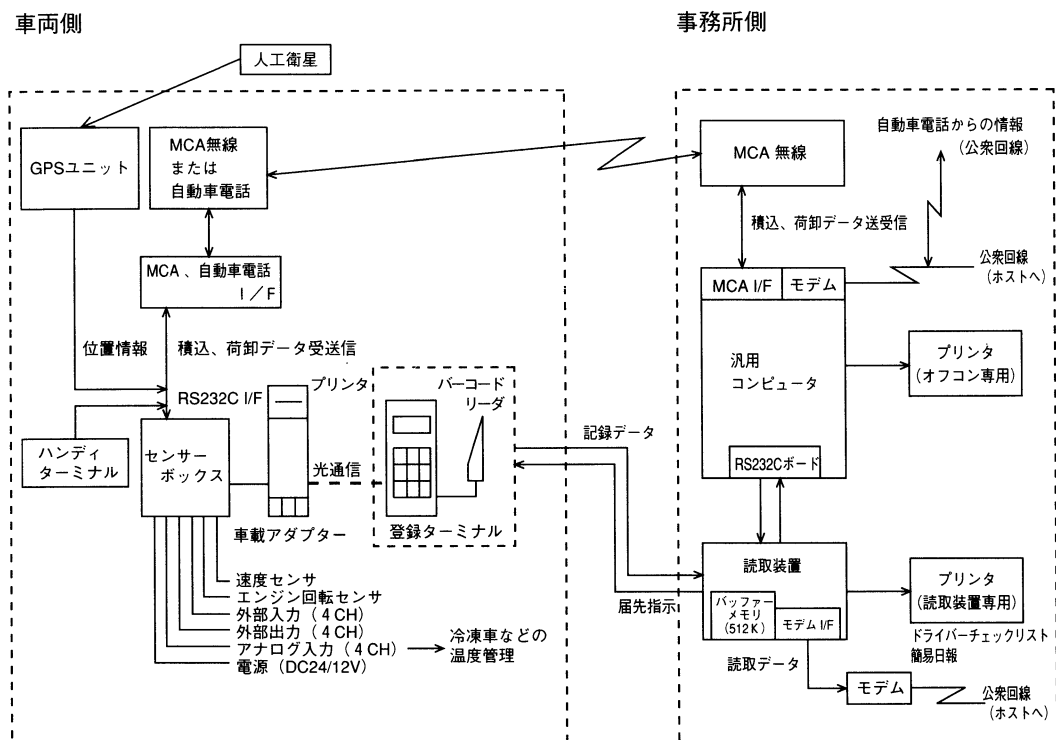 車両側
事務所側
人工衛星
GPSユニット
MCA無線
または
自動車電話
MCA 無線
自動車電話からの情報
(公衆回線)
積込、荷卸データ送受信
MCA、自動車電話
I/F
MCA I/F
モデム
公衆回線
(ホストへ)
位置情報
積込、荷卸データ受送信
汎用
コンピュータ
プリンタ
(オフコン専用)
RS232C I/F
プリンタ
バーコード
リーダ
ハンディ
ターミナル
センサー
ボックス
光通信
記録データ
RS232Cボード
車載アダプター
登録ターミナル
読取装置
届先指示
バッファー
メモリ
(512K)
モデム I/F
プリンタ
(読取装置専用)
ドライバーチェックリスト
簡易日報
速度センサ
エンジン回転センサ
外部入力(4 CH)
外部出力(4 CH)
アナログ入力(4 CH)
冷凍車などの
温度管理
電源(DC24/12V)
読取データ
モデム
公衆回線
(ホストへ)